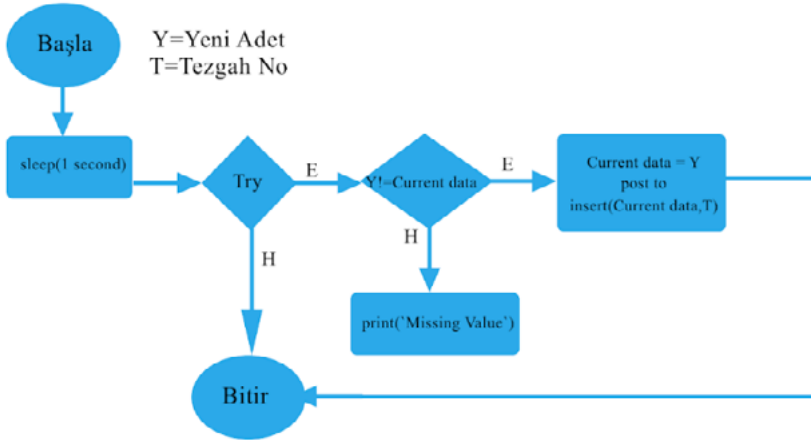 Başla
Y=Yeni Adet
T=Tezgah No
sleep(1 second)
Try
E
Y!=Current data
E
Current data = Y
post to
insert(Current data,T)
H
H
print(`Missing Value`)
Bitir